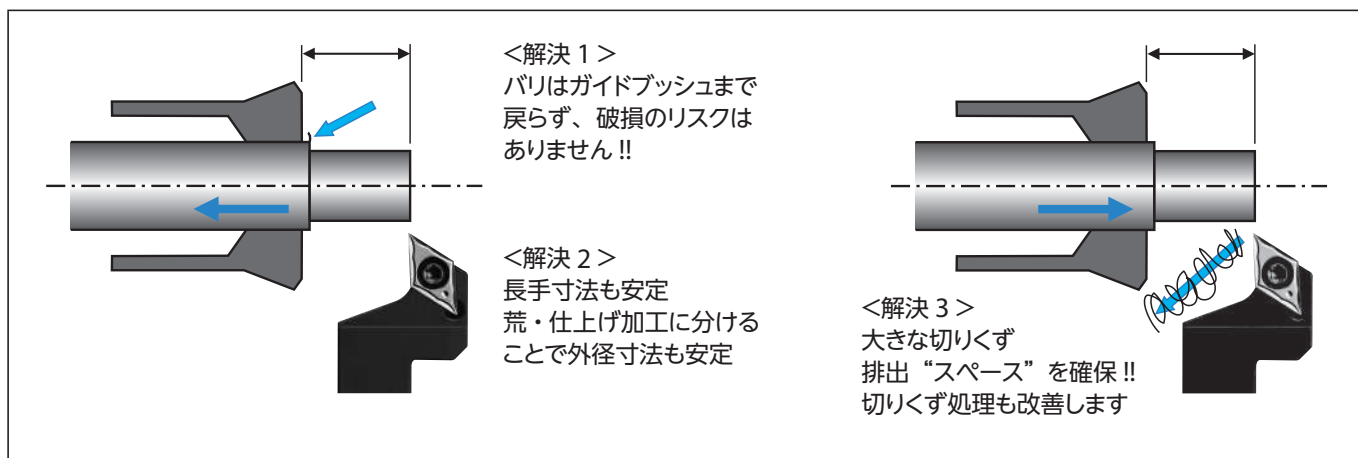 <解決 1 >
バリはガイドブッシュまで
戻らず、破損のリスクは
ありません !!
<解決 2 >
長手寸法も安定
荒・仕上げ加工に分ける
ことで外径寸法も安定
<解決 3 >
大きな切りくず
排出“スペース”を確保 !!
切りくず処理も改善します